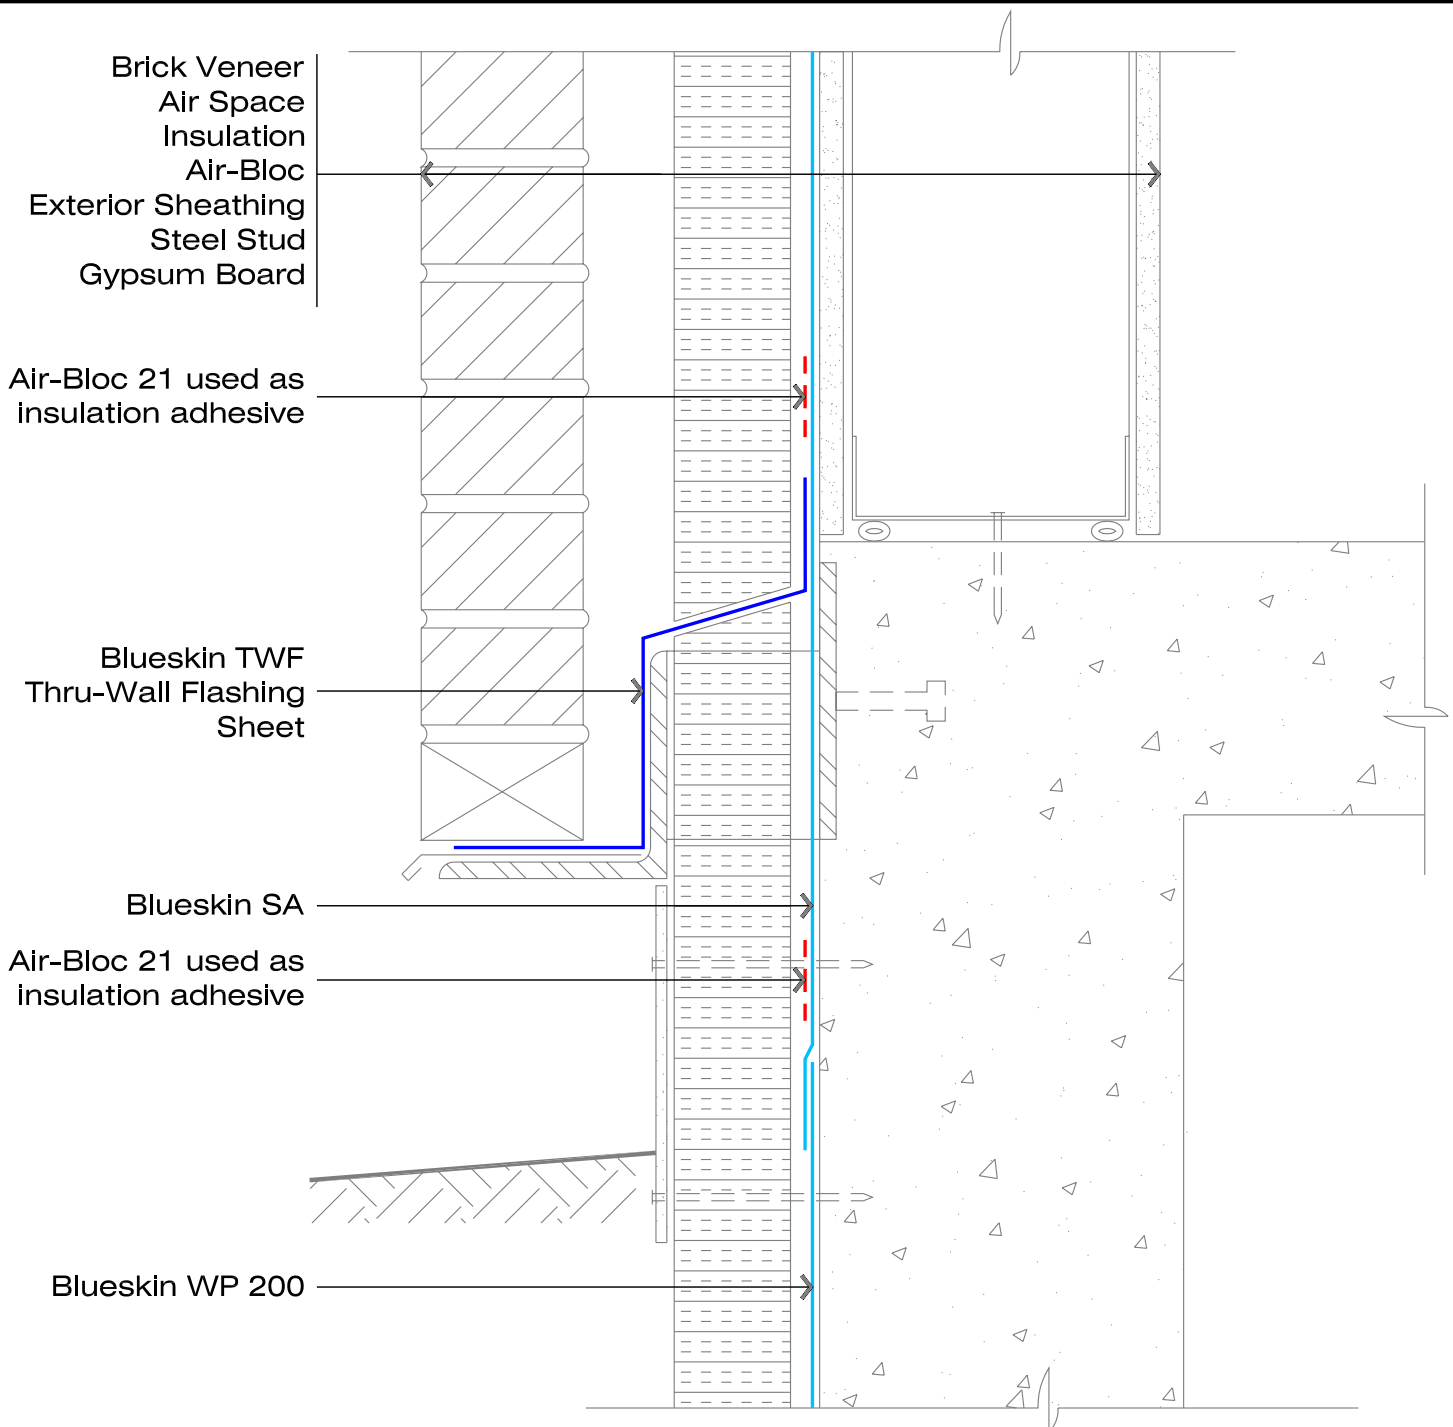 Brick Veneer
Air Space
Insulation
Air-Bloc
Exterior Sheathing
Steel Stud
Gypsum Board
Air-Bloc 21 used as
insulation adhesive
Blueskin TWF
Thru-Wall Flashing
Sheet
Blueskin SA
Air-Bloc 21 used as
insulation adhesive
Blueskin WP 200